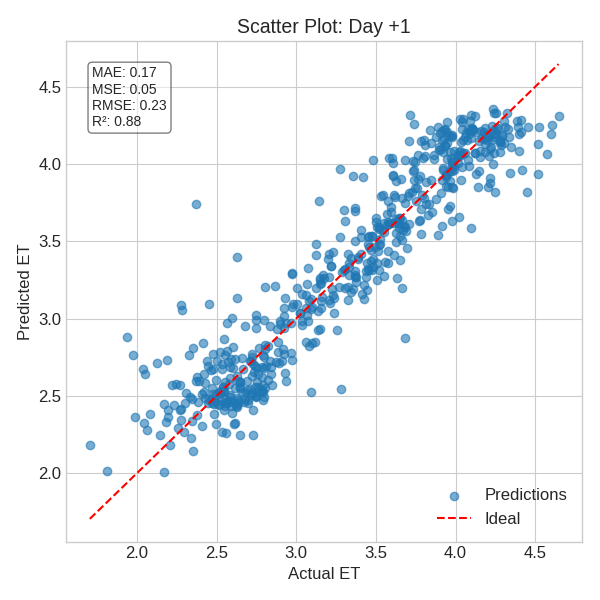 Scatter Plot: Day +1
MAE: 0.17
MSE: 0.05
RMSE: 0.23
R²: 0.88
4.5
4.0
3.5
3.0
2.5
2.0
Predicted ET
Predictions
Ideal
2.0 2.5 3.0 3.5 4.0 4.5
Actual ET